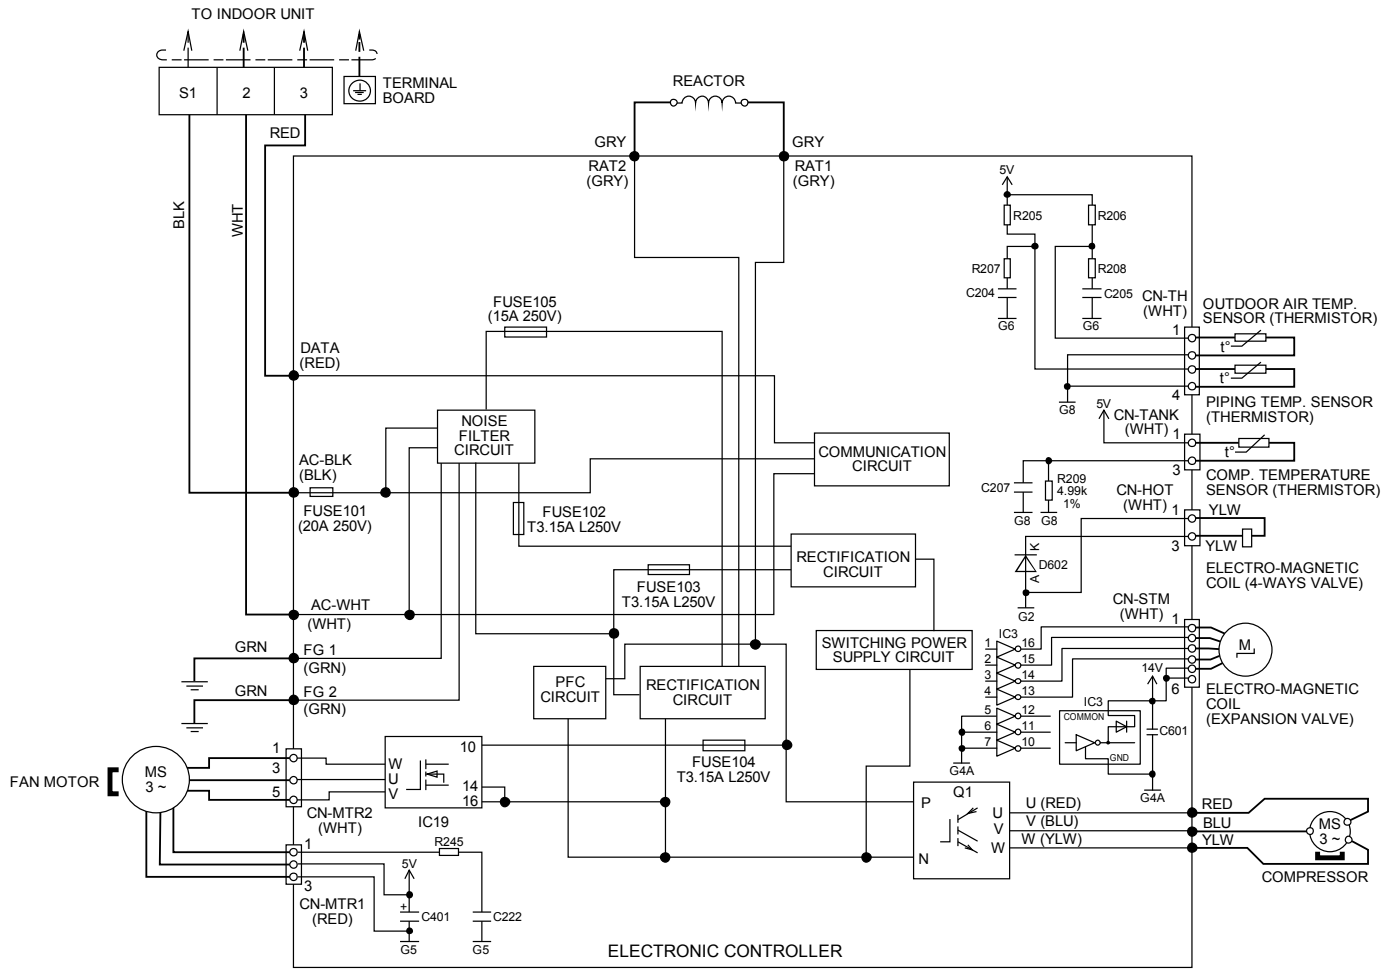 TO INDOOR UNIT
S1
2
3
TERMINAL
BOARD
RED
BLK
WHT
REACTOR
GRY
GRY
RAT2
(GRY)
RAT1
(GRY)
5V
R205
R206
R207
R208
C204
C205
G6
G6
CN-TH
(WHT)
1
4
OUTDOOR AIR TEMP.
SENSOR (THERMISTOR)
t°
t°
G8
PIPING TEMP. SENSOR
(THERMISTOR)
FUSE105
(15A 250V)
DATA
(RED)
NOISE
FILTER
CIRCUIT
COMMUNICATION
CIRCUIT
AC-BLK
(BLK)
FUSE101
(20A 250V)
FUSE102
T3.15A L250V
5V
CN-TANK
(WHT)
1
3
t°
COMP. TEMPERATURE
SENSOR (THERMISTOR)
C207
R209
4.99k
1%
G8
G8
CN-HOT
(WHT)
1
3
YLW
YLW
K
D602
A
G2
ELECTRO-MAGNETIC
COIL (4-WAYS VALVE)
RECTIFICATION
CIRCUIT
FUSE103
T3.15A L250V
AC-WHT
(WHT)
GRN
FG 1
(GRN)
GRN
FG 2
(GRN)
SWITCHING POWER
SUPPLY CIRCUIT
PFC
CIRCUIT
RECTIFICATION
CIRCUIT
CN-STM
(WHT)
1
6
M
ELECTRO-MAGNETIC
COIL
(EXPANSION VALVE)
IC3
1
16
2
15
3
14
4
13
5
12
6
11
7
10
G4A
14V
IC3
COMMON
GND
C601
G4A
FAN MOTOR
MS
3 ~
1
3
5
CN-MTR2
(WHT)
W
U
V
10
14
16
IC19
FUSE104
T3.15A L250V
Q1
P
N
U
V
W
U (RED)
V (BLU)
W (YLW)
RED
BLU
YLW
MS
3 ~
COMPRESSOR
1
3
CN-MTR1
(RED)
R245
5V
+
C401
C222
G5
G5
ELECTRONIC CONTROLLER